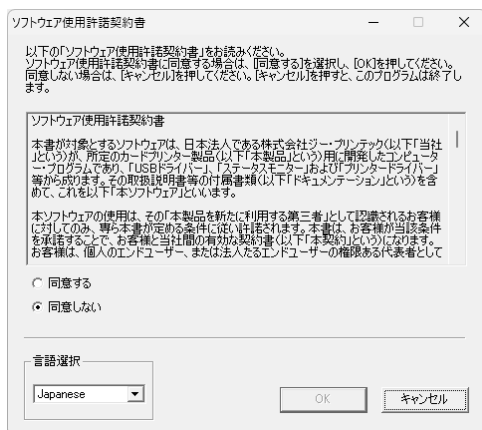 ソフトウェア使用許諾契約書
以下の「ソフトウェア使用許諾契約書」をお読みください。
ソフトウェア使用許諾契約書に同意する場合は、[同意する]を選択し、[OK]を押してください。
同意しない場合は、[キャンセル]を押してください。[キャンセル]を押すと、このプログラムは終了し
ます。
ソフトウェア使用許諾契約書
本書が対象とするソフトウェアは、日本法人である株式会社ジー・プリンテック(以下「当社
」という)が、所定のカードプリンター製品(以下「本製品」という)用に開発したコンピュータ
ー・プログラムであり、「USBドライバー」、「ステータスモニター」および「プリンタードライバー」
等から成ります。その取扱説明書等の付属書類(以下「ドキュメンテーション」という)を含
めて、これを以下「本ソフトウェア」といいます。
本ソフトウェアの使用は、その「本製品を新たに利用する第三者」として認識されるお客様
に対してのみ、専ら本書が定める条件に従い許諾されます。本書は、お客様が当該条件
を承諾することで、お客様と当社間の有効な契約書(以下「本契約」という)になります。
お客様は、個人のエンドユーザー、または法人たるエンドユーザーの権限ある代表者として
同意する
同意しない
言語選択
Japanese
OK
キャンセル